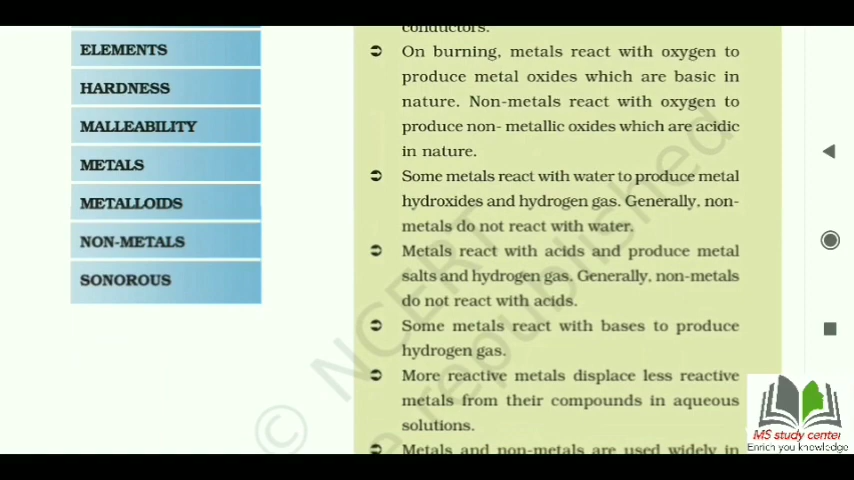 ELEMENTS
HARDNESS
MALLEABILITY
METALS
METALLOIDS
NON-METALS
SONOROUS
conductors.
➲ On burning, metals react with oxygen to
produce metal oxides which are basic in
nature. Non-metals react with oxygen to
produce non- metallic oxides which are acidic
in nature.
➲ Some metals react with water to produce metal
hydroxides and hydrogen gas. Generally, non-
metals do not react with water.
➲ Metals react with acids and produce metal
salts and hydrogen gas. Generally, non-metals
do not react with acids.
➲ Some metals react with bases to produce
hydrogen gas.
➲ More reactive metals displace less reactive
metals from their compounds in aqueous
solutions.
➲ Metals and non-metals are used widely in
© NCERT
e republished
MS study center
Enrich you knowledge